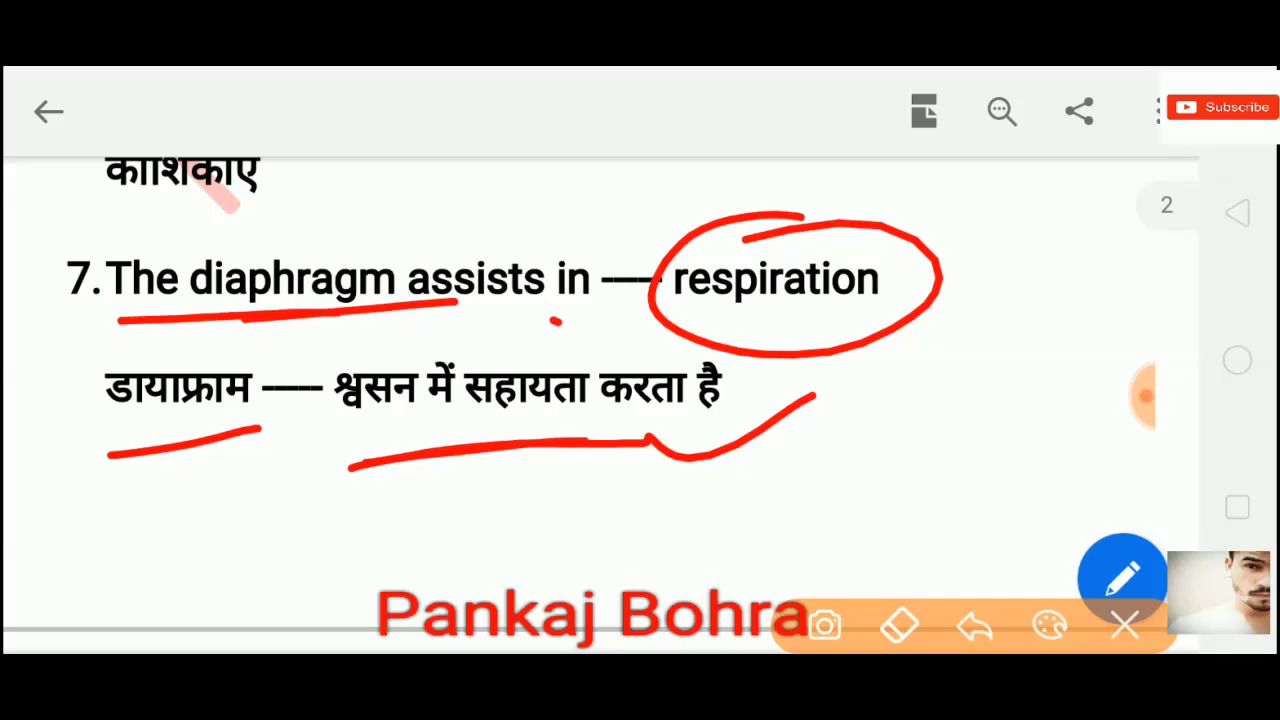 Subscribe
कोशिकाएं
2
7. The diaphragm assists in ----- respiration
डायाफ्राम ----- श्वसन में सहायता करता है
Pankaj Bohra